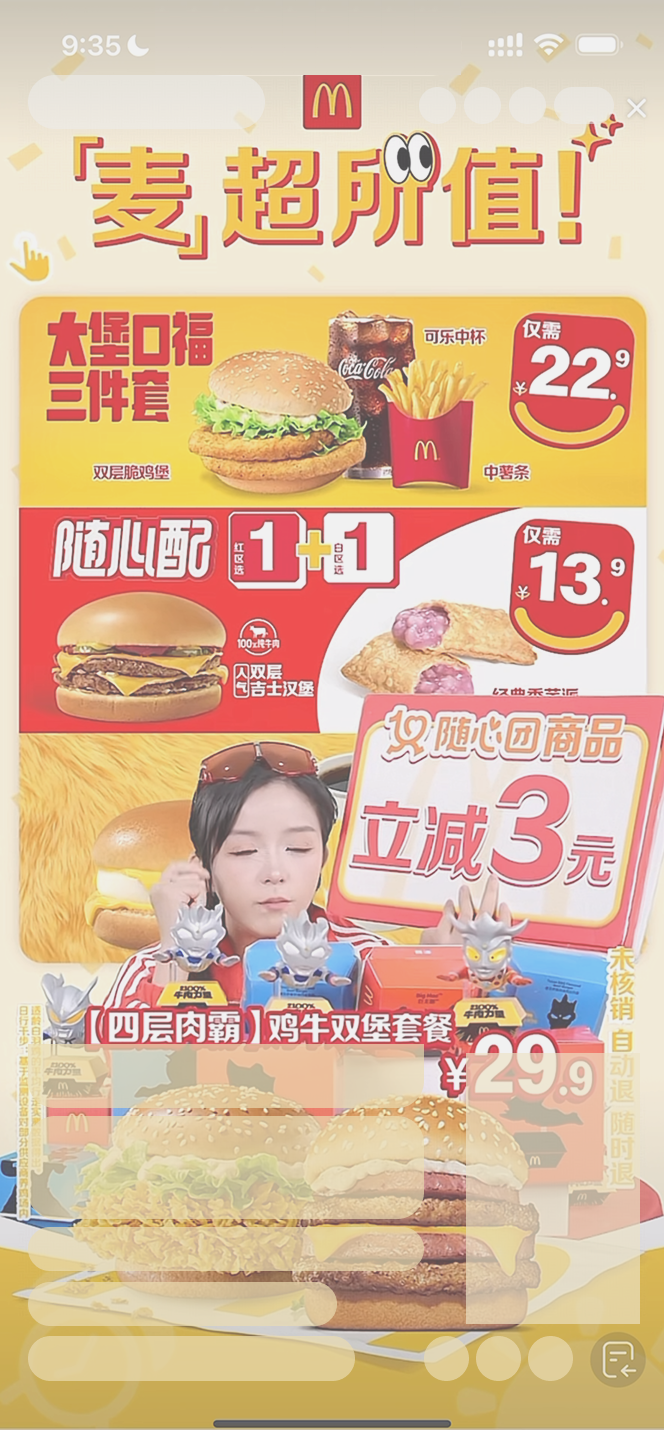 9:35
「麦」超所值！
大堡口福
三件套
可乐中杯
仅需
¥22.9
Coca-Cola
双层脆鸡堡
中薯条
随心配
红区选
1+1
白区选
仅需
¥13.9
100%纯牛肉
人气
双层
吉士汉堡
经典香芋派
随心团商品
立减3元
【四层肉霸】鸡牛双堡套餐
¥29.9
未核销 自动退 随时退